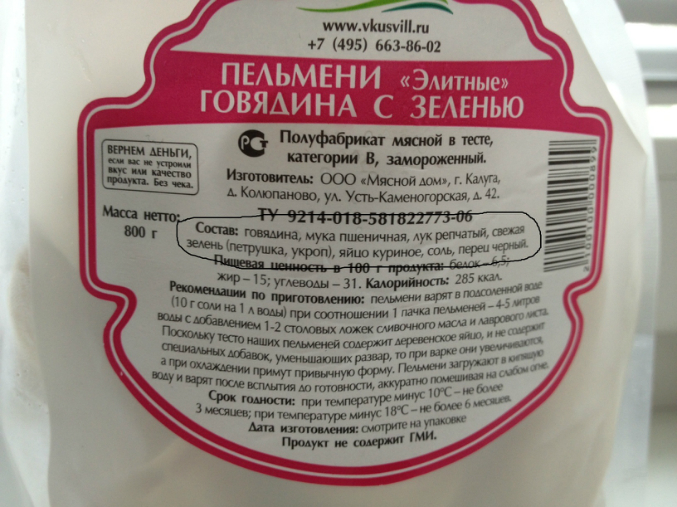 www.vkusvill.ru
+7 (495) 663-86-02
ПЕЛЬМЕНИ «Элитные»
ГОВЯДИНА С ЗЕЛЕНЬЮ
РСТ
Полуфабрикат мясной в тесте,
категории В, замороженный.
ВЕРНЕМ ДЕНЬГИ,
если вас не устроили
вкус или качество
продукта. Без чека.
Изготовитель: ООО «Мясной дом», г. Калуга,
д. Колюпаново, ул. Усть-Каменогорская, д. 42.
Масса нетто:
800 г
ТУ 9214-018-581822773-06
Состав: говядина, мука пшеничная, лук репчатый, свежая
зелень (петрушка, укроп), яйцо куриное, соль, перец черный.
Пищевая ценность в 100 г продукта: белок – 6,5;
жир – 15; углеводы – 31. Калорийность: 285 ккал.
Рекомендации по приготовлению: пельмени варят в подсоленной воде
(10 г соли на 1 л воды) при соотношении 1 пачка пельменей – 4-5 литров
воды с добавлением 1-2 столовых ложек сливочного масла и лаврового листа.
Поскольку тесто наших пельменей содержит деревенское яйцо, и не содержит
специальных добавок, уменьшающих развар, то при варке они увеличиваются,
а при охлаждении примут привычную форму. Пельмени загружают в кипящую
воду и варят после всплытия до готовности, аккуратно помешивая на слабом огне.
Срок годности: при температуре минус 10°С – не более
3 месяцев; при температуре минус 18°С – не более 6 месяцев.
Дата изготовления: смотрите на упаковке
Продукт не содержит ГМИ.